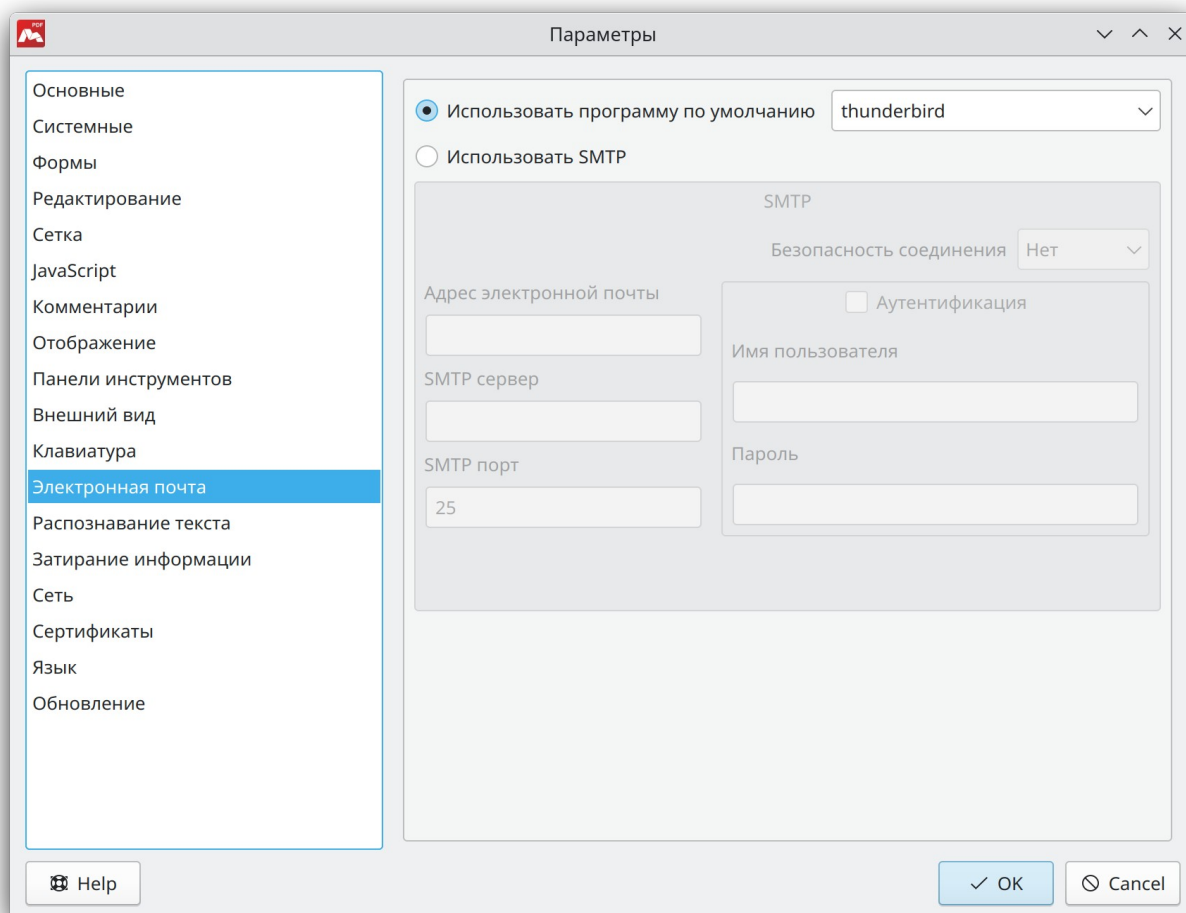 PDF
Параметры
Основные
Системные
Формы
Редактирование
Сетка
JavaScript
Комментарии
Отображение
Панели инструментов
Внешний вид
Клавиатура
Электронная почта
Распознавание текста
Затирание информации
Сеть
Сертификаты
Язык
Обновление
Использовать программу по умолчанию thunderbird
Использовать SMTP
SMTP
Безопасность соединения Нет
Адрес электронной почты
SMTP сервер
SMTP порт
25
Аутентификация
Имя пользователя
Пароль
Help
OK
Cancel